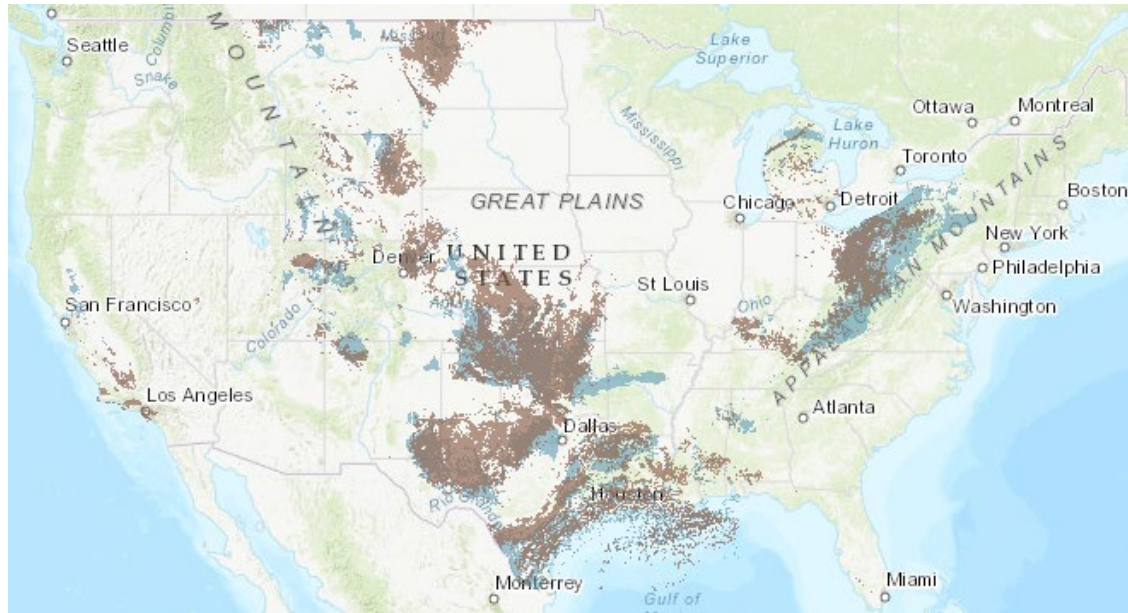 Seattle
Columbia
Snake
MOUNTAIN
Missouri
Lake
Superior
Mississippi
Ottawa
Montreal
Lake
Huron
Toronto
GREAT PLAINS
Chicago
Detroit
Boston
New York
Philadelphia
Washington
APPALACHIAN MOUNTAINS
Denver
UNITED
STATES
St Louis
Ohio
San Francisco
Colorado
Los Angeles
Atlanta
Dallas
Houston
Rio Grande
Monterrey
Miami
Gulf of